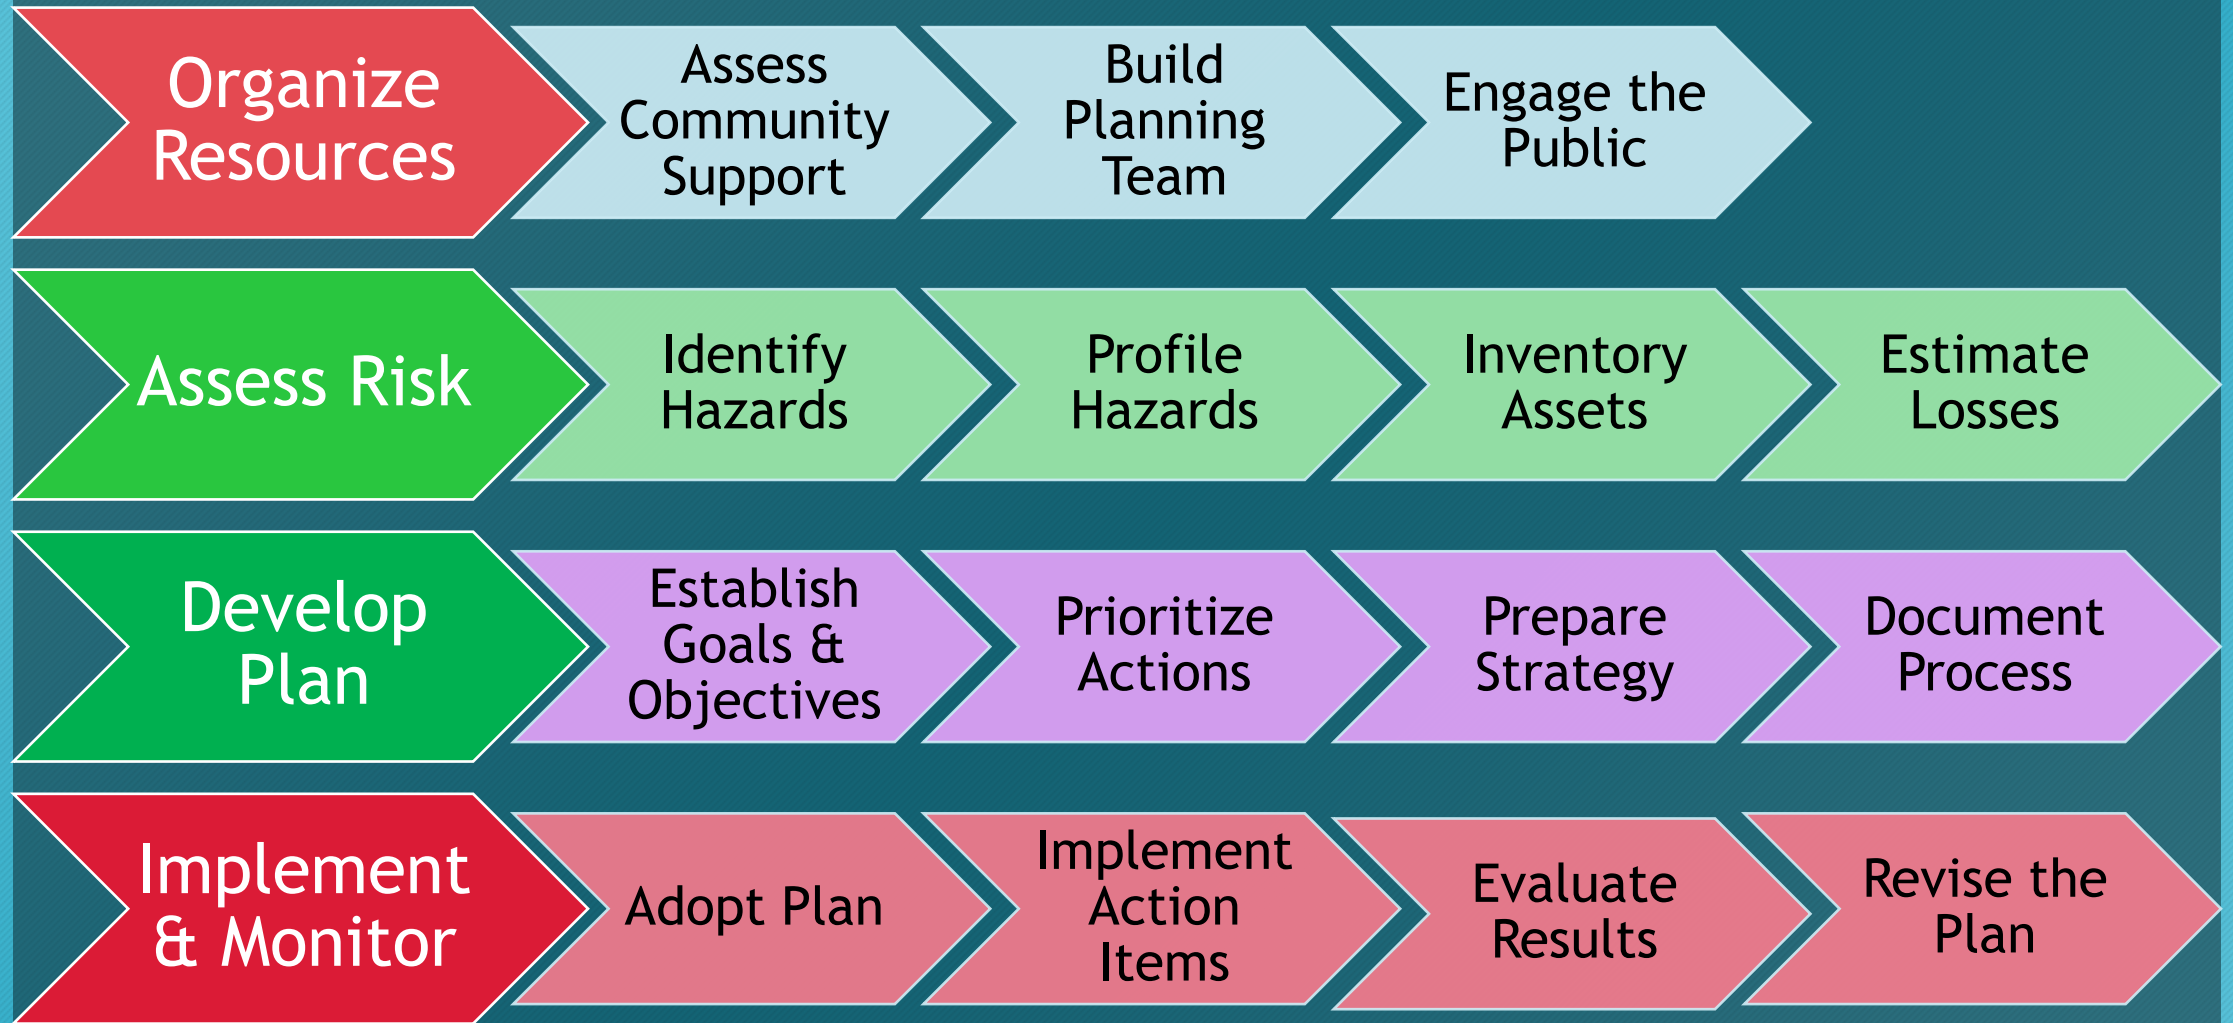 Organize
Resources
Assess
Community
Support
Build
Planning
Team
Engage the
Public
Assess Risk
Identify
Hazards
Profile
Hazards
Inventory
Assets
Estimate
Losses
Develop
Plan
Establish
Goals &
Objectives
Prioritize
Actions
Prepare
Strategy
Document
Process
Implement
& Monitor
Adopt Plan
Implement
Action
Items
Evaluate
Results
Revise the
Plan